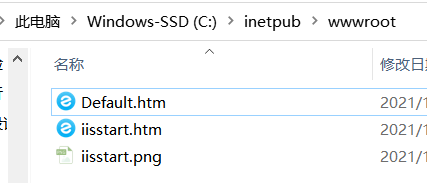 此电脑 > Windows-SSD (C:) > inetpub > wwwroot
名称 修改日
Default.htm 2021/1
iisstart.htm 2021/1
iisstart.png 2021/1